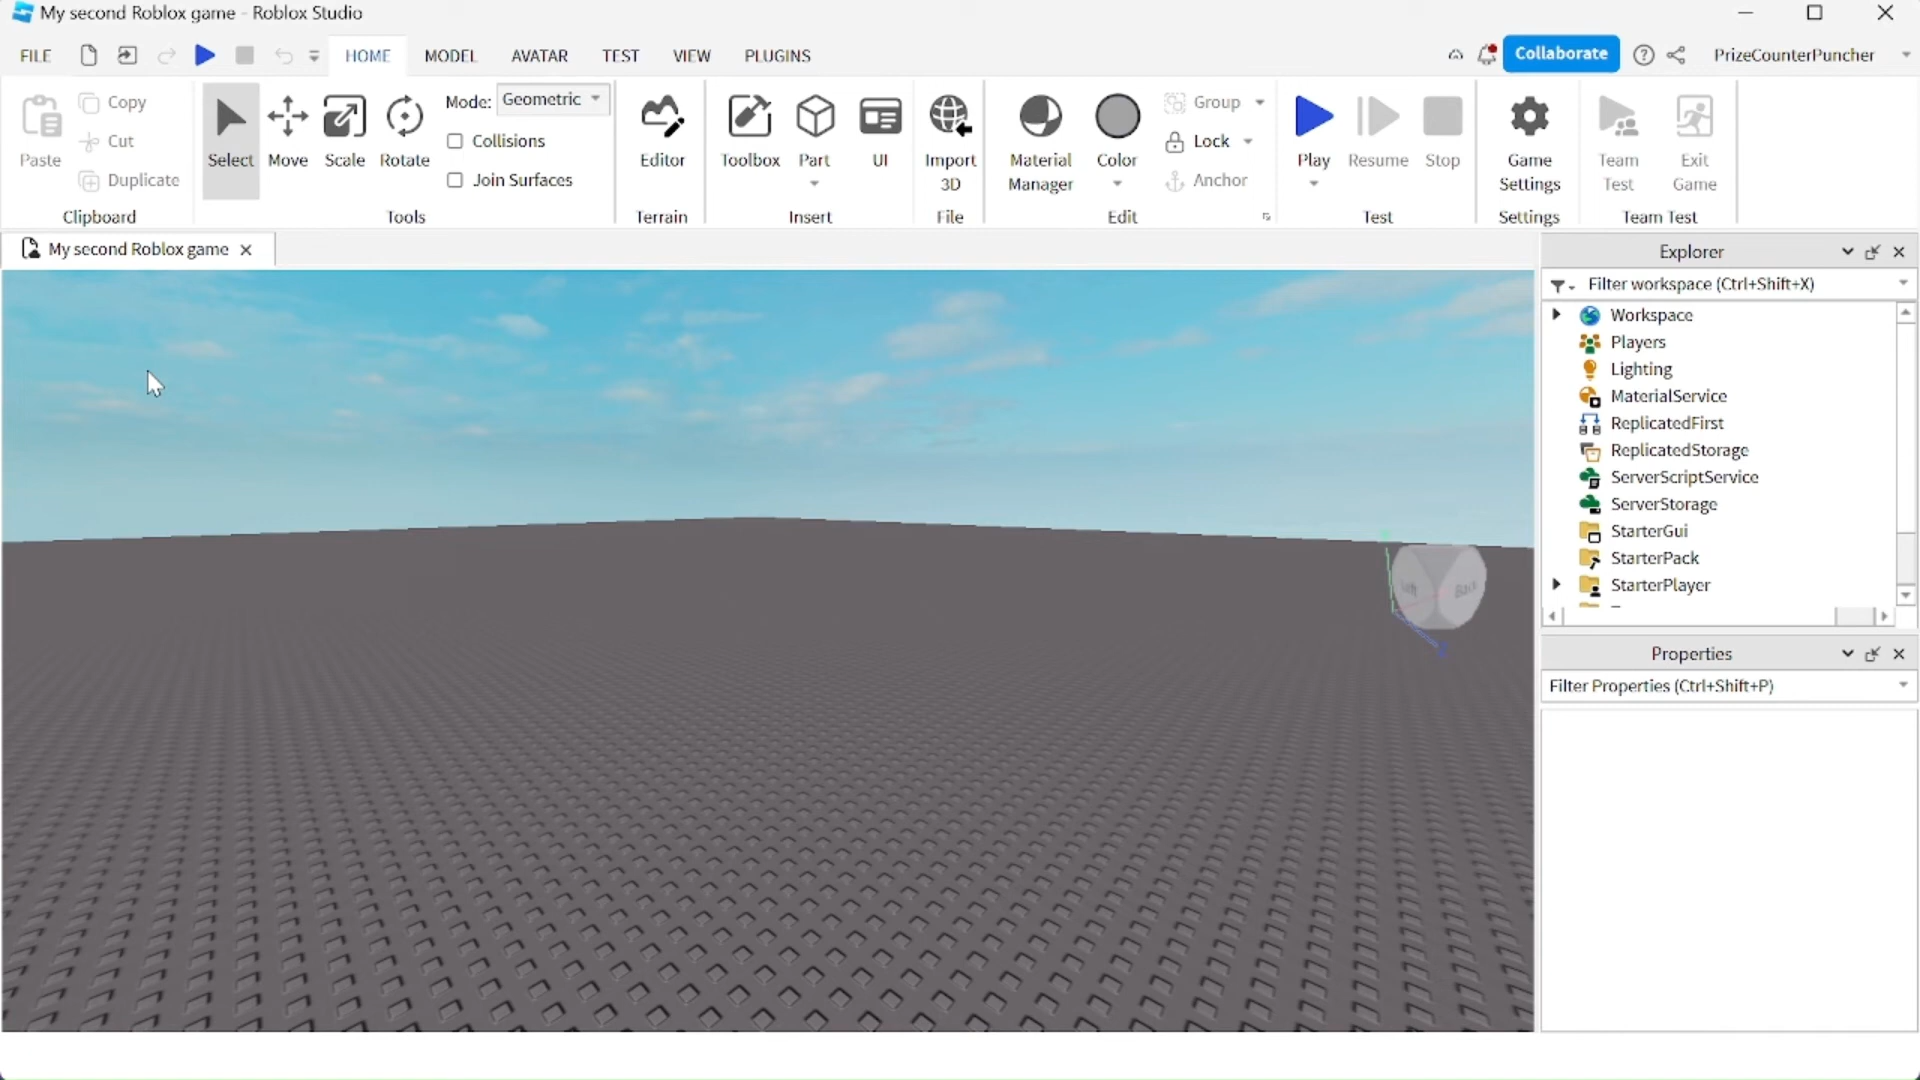 My second Roblox game - Roblox Studio
FILE HOME MODEL AVATAR TEST VIEW PLUGINS Collaborate PrizeCounterPuncher
Paste Copy Cut Duplicate
Clipboard
Select Move Scale Rotate
Mode: Geometric
Collisions
Join Surfaces
Tools
Editor
Terrain
Toolbox Part UI
Insert
Import 3D
File
Material Manager Color
Group
Lock
Anchor
Edit
Play Resume Stop
Test
Game Settings
Settings
Team Test Exit Game
Team Test
My second Roblox game
Explorer
Filter workspace (Ctrl+Shift+X)
Workspace
Players
Lighting
MaterialService
ReplicatedFirst
ReplicatedStorage
ServerScriptService
ServerStorage
StarterGui
StarterPack
StarterPlayer
Left Back
Properties
Filter Properties (Ctrl+Shift+P)